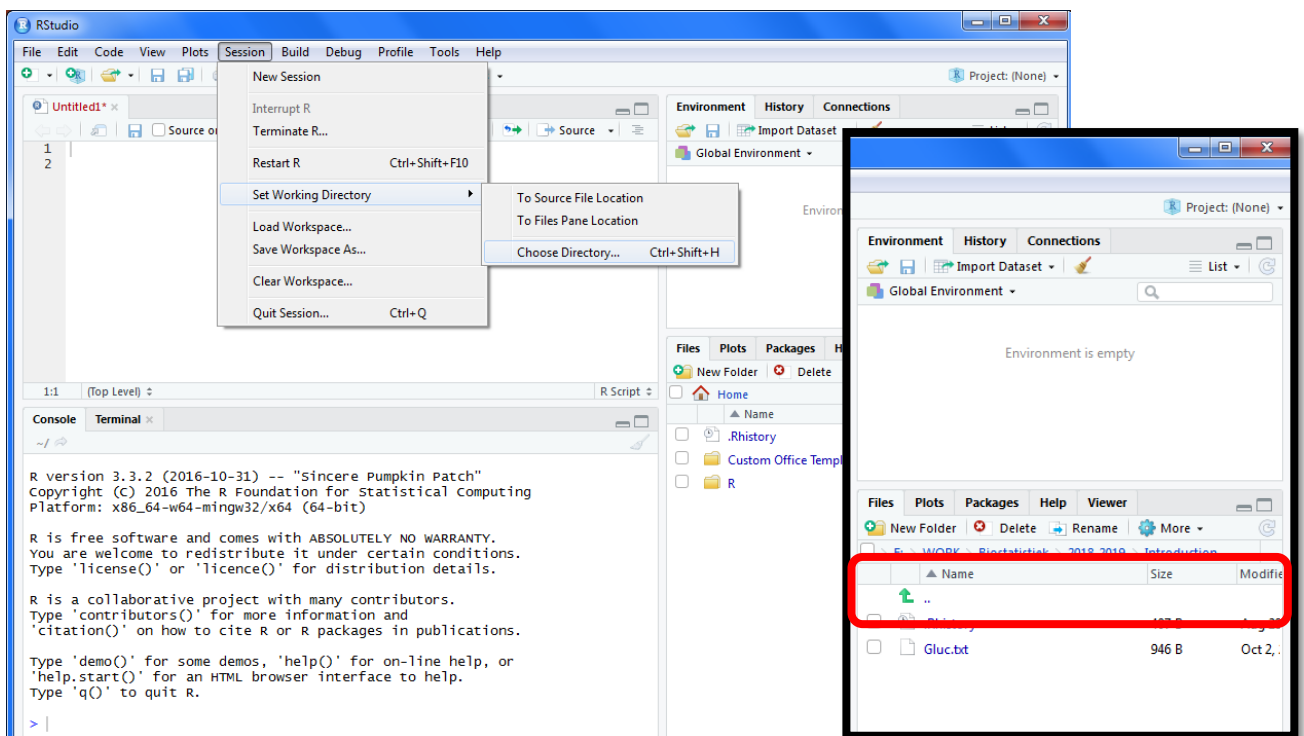 RStudio
File Edit Code View Plots Session Build Debug Profile Tools Help
Project: (None)
New Session
Interrupt R
Terminate R...
Restart R Ctrl+Shift+F10
Set Working Directory
Load Workspace...
Save Workspace As...
Clear Workspace...
Quit Session... Ctrl+Q
To Source File Location
To Files Pane Location
Choose Directory... Ctrl+Shift+H
Untitled1*
Source
1
2
1:1 (Top Level) R Script
Console Terminal
~/
R version 3.3.2 (2016-10-31) -- "Sincere Pumpkin Patch"
Copyright (C) 2016 The R Foundation for Statistical Computing
Platform: x86_64-w64-mingw32/x64 (64-bit)
R is free software and comes with ABSOLUTELY NO WARRANTY.
You are welcome to redistribute it under certain conditions.
Type 'license()' or 'licence()' for distribution details.
R is a collaborative project with many contributors.
Type 'contributors()' for more information and
'citation()' on how to cite R or R packages in publications.
Type 'demo()' for some demos, 'help()' for on-line help, or
'help.start()' for an HTML browser interface to help.
Type 'q()' to quit R.
>
Environment History Connections
Import Dataset
Global Environment
Files Plots Packages
New Folder Delete
Home
Name
.Rhistory
Custom Office
R
Project: (None)
Environment History Connections
Import Dataset List
Global Environment
Environment is empty
Files Plots Packages Help Viewer
New Folder Delete Rename More
WORK Biostatistiek 2018-2019 Introduction
Name Size
..
.Rhistory
Gluc.txt 946 B Oct 2,